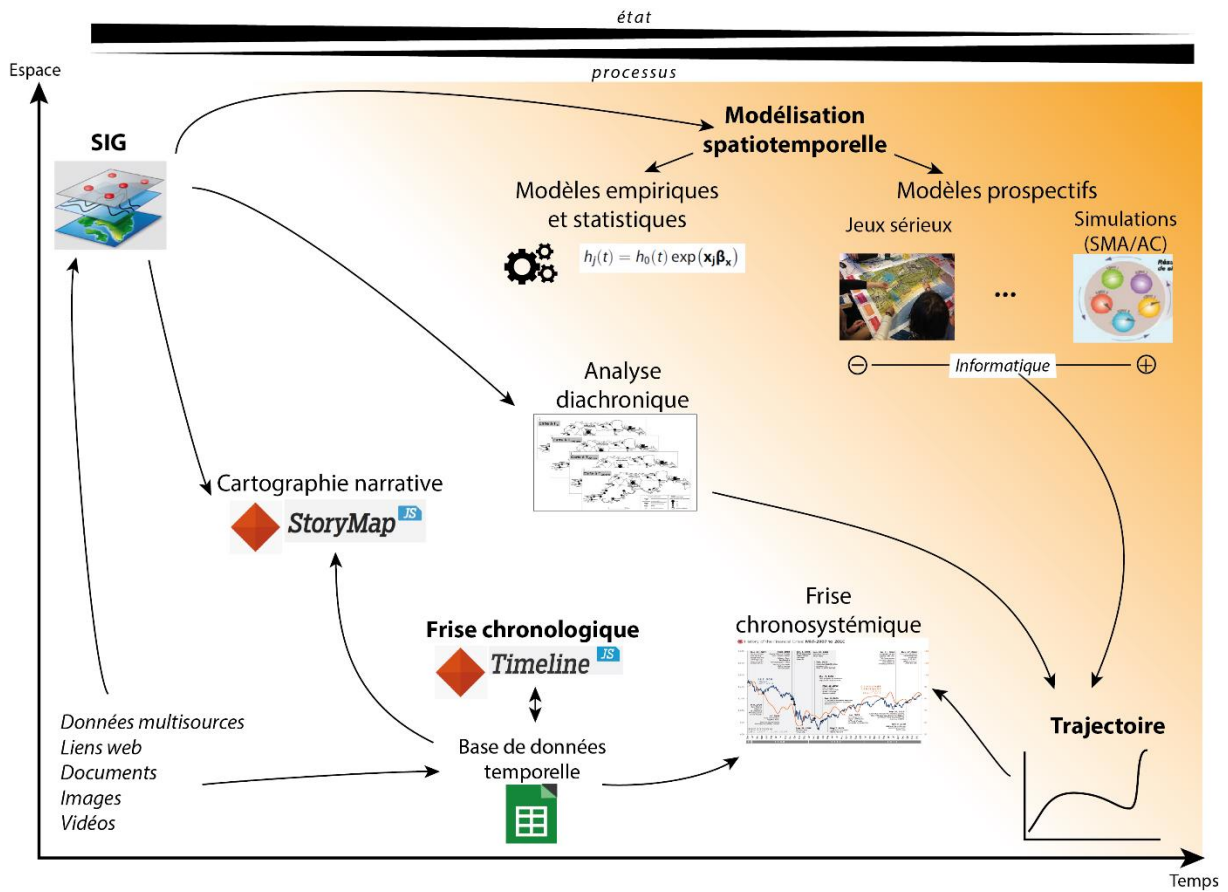 état
processus
Espace
SIG
Modélisation
spatiotemporelle
Modèles empiriques
et statistiques
hj(t) = h0(t) exp(xjβx)
Modèles prospectifs
Jeux sérieux
Simulations
(SMA/AC)
...
Informatique
Analyse
diachronique
Cartographie narrative
StoryMap JS
Frise chronologique
Timeline JS
Base de données
temporelle
Frise
chronosystémique
Trajectoire
Données multisources
Liens web
Documents
Images
Vidéos
Temps